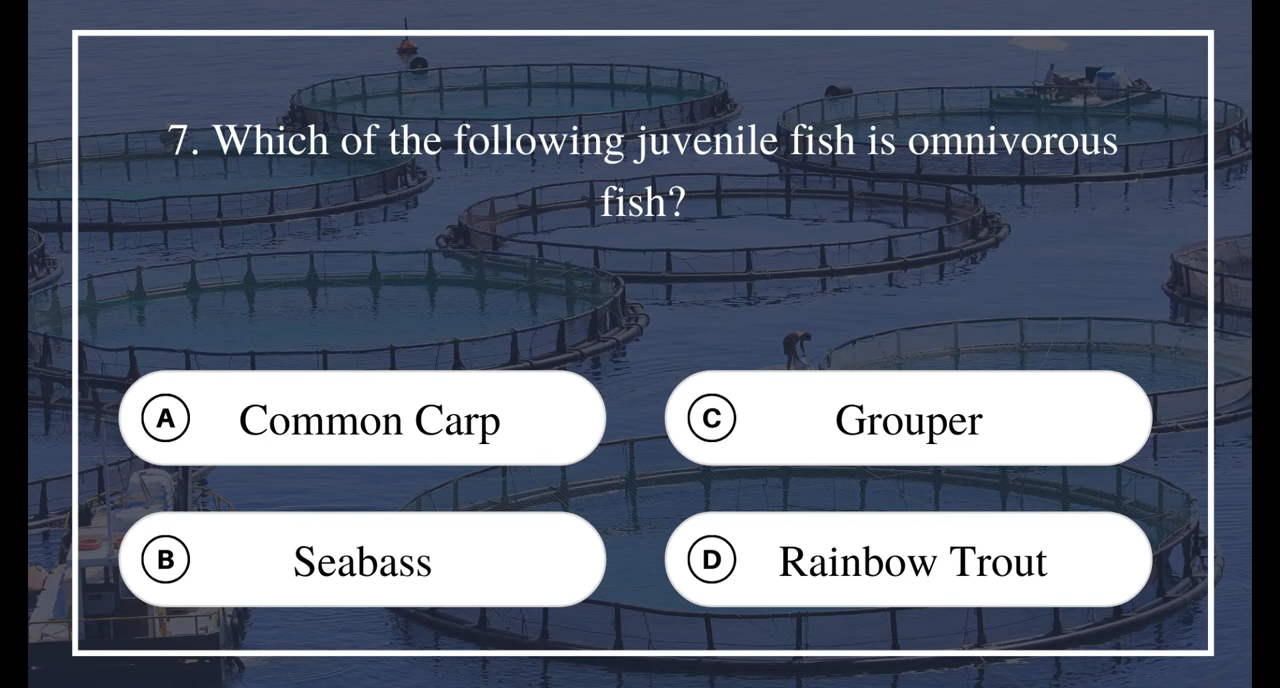 7. Which of the following juvenile fish is omnivorous
fish?
A Common Carp
B Seabass
C Grouper
D Rainbow Trout